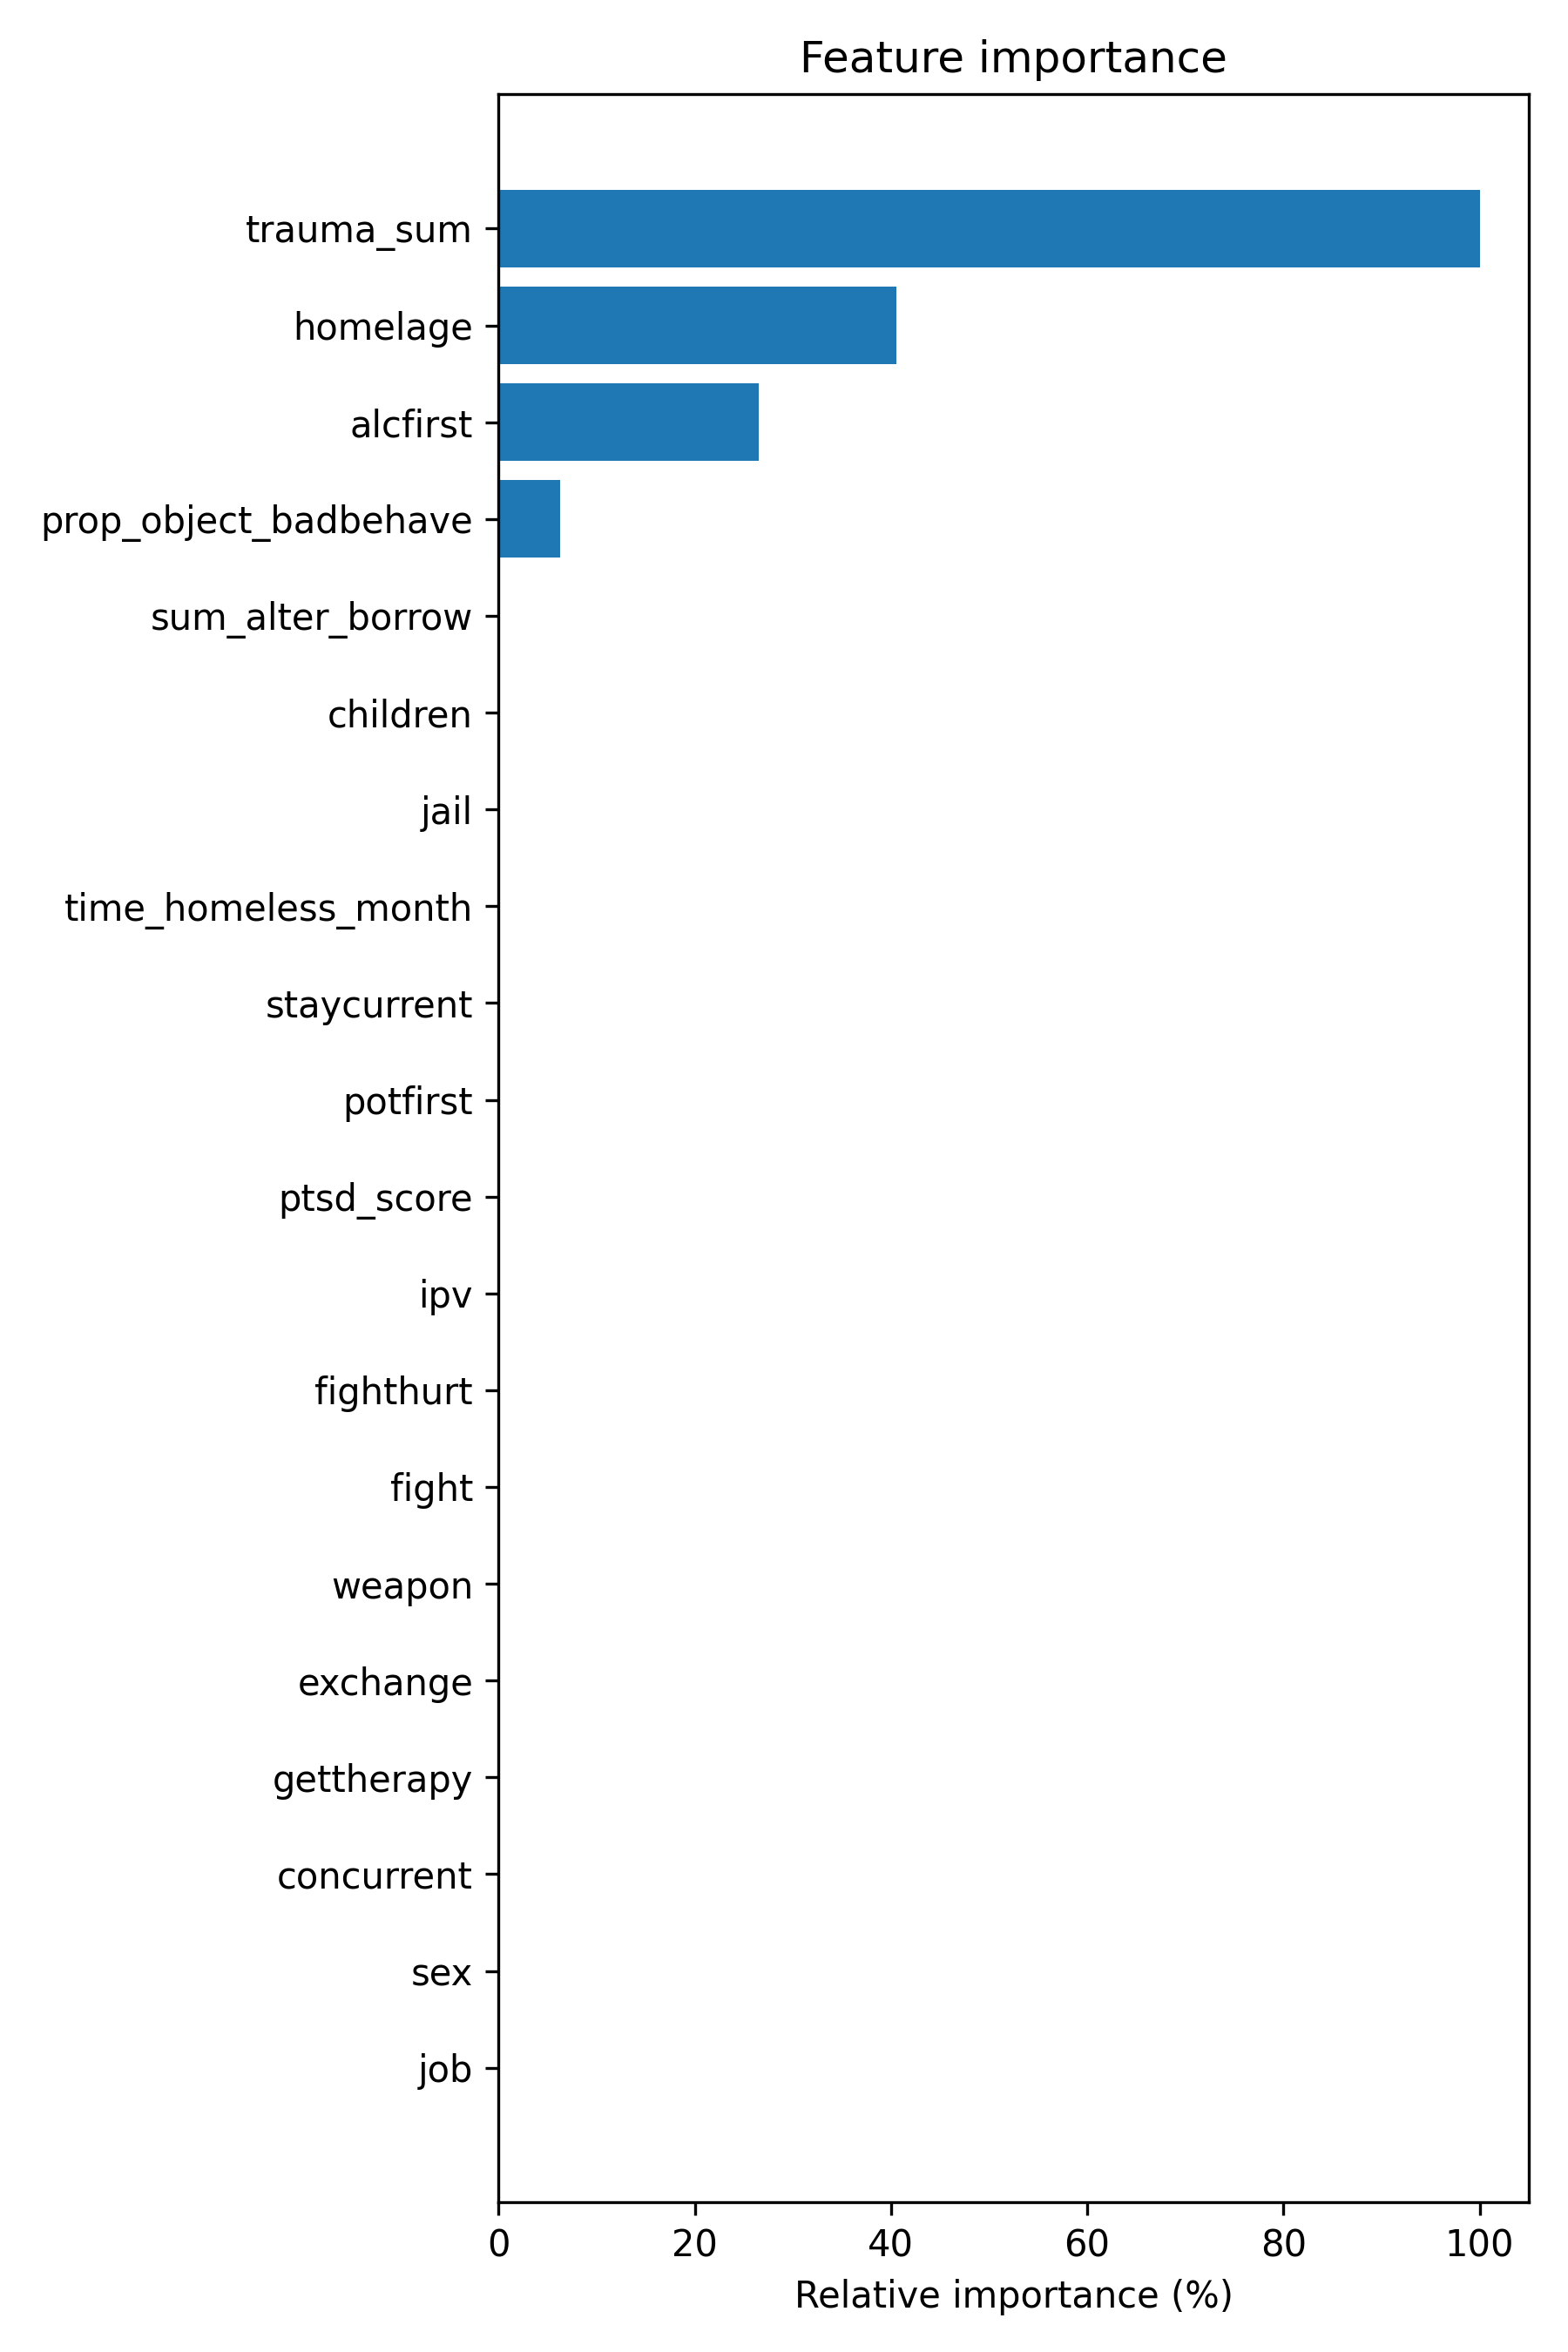 Feature importance
trauma_sum
homelage
alcfirst
prop_object_badbehave
sum_alter_borrow
children
jail
time_homeless_month
staycurrent
potfirst
ptsd_score
ipv
fighthurt
fight
weapon
exchange
gettherapy
concurrent
sex
job
0 20 40 60 80 100
Relative importance (%)